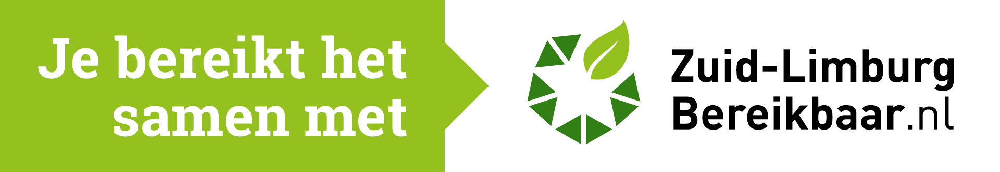 Je bereikt het
samen met
Zuid-Limburg
Bereikbaar.nl